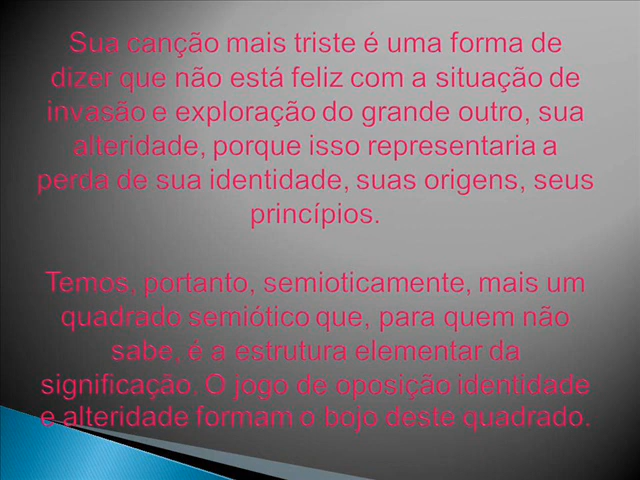 Sua canção mais triste é uma forma de
dizer que não está feliz com a situação de
invasão e exploração do grande outro, sua
alteridade, porque isso representaria a
perda de sua identidade, suas origens, seus
princípios.
Temos, portanto, semioticamente, mais um
quadrado semiótico que, para quem não
sabe, é a estrutura elementar da
significação. O jogo de oposição identidade
e alteridade formam o bojo deste quadrado.